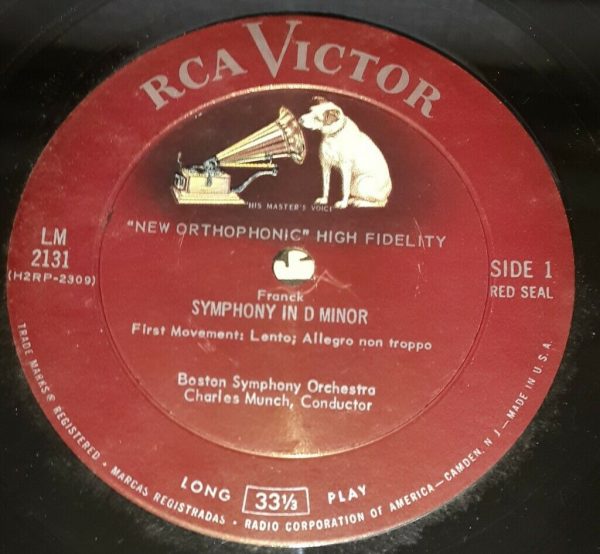 RCA VICTOR
"HIS MASTER'S VOICE"
"NEW ORTHOPHONIC" HIGH FIDELITY
LM
2131
(H2RP-2309)
SIDE 1
RED SEAL
Franck
SYMPHONY IN D MINOR
First Movement: Lento; Allegro non troppo
Boston Symphony Orchestra
Charles Munch, Conductor
LONG 33⅓ PLAY
TRADE MARKS ® REGISTERED • MARCAS REGISTRADAS • RADIO CORPORATION OF AMERICA—CAMDEN, N. J.—MADE IN U.S.A.